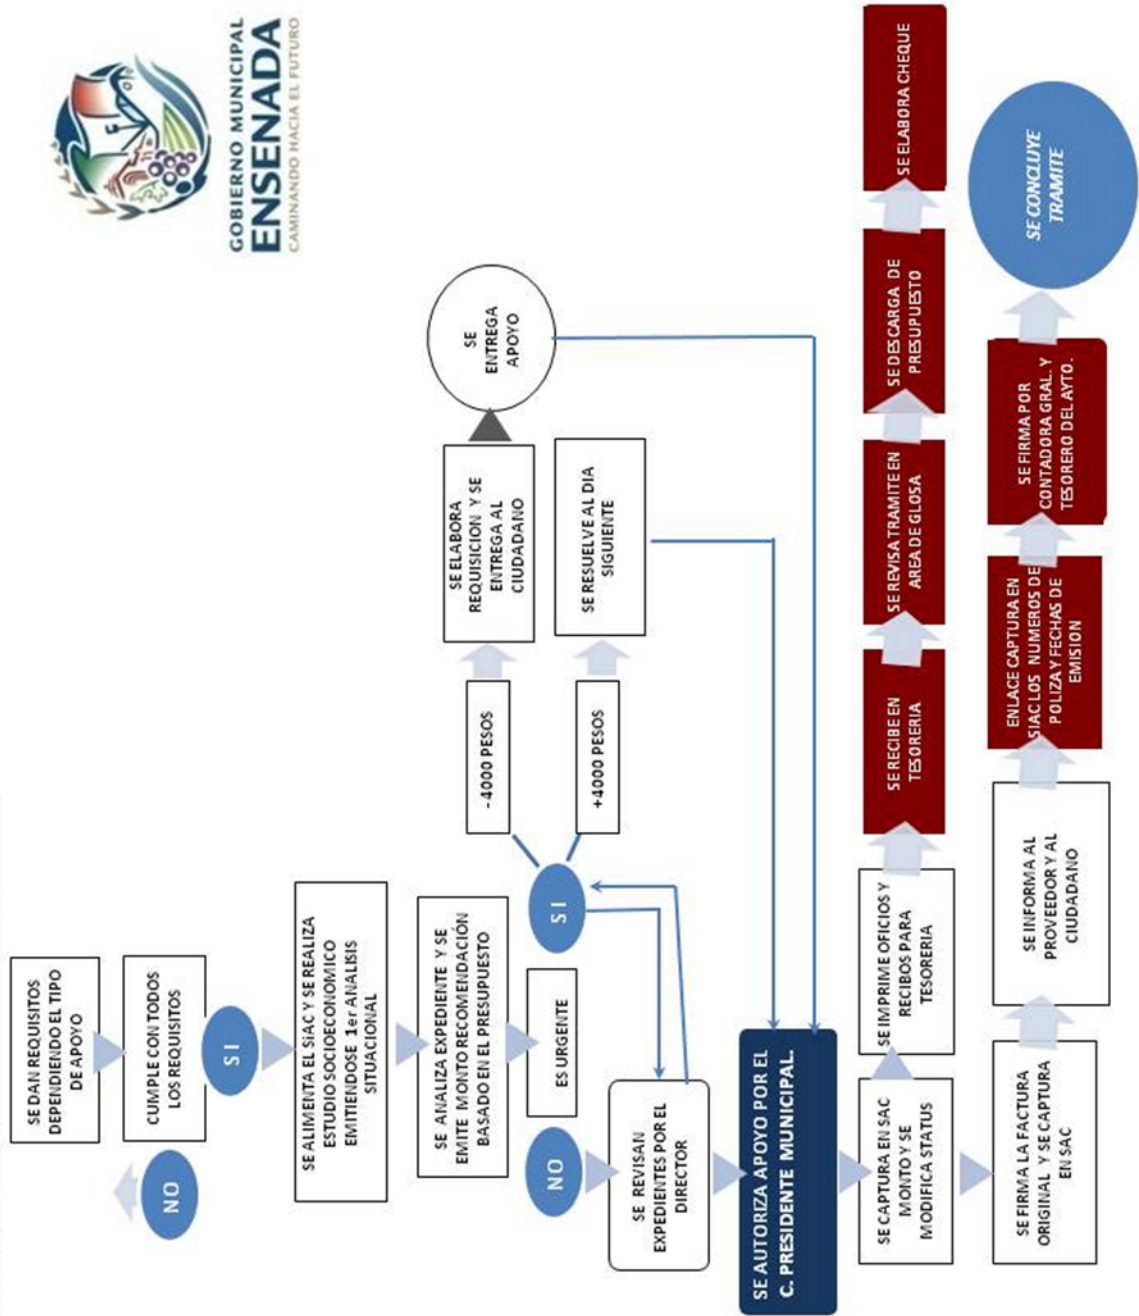 GOBIERNO MUNICIPAL
ENSENADA
CAMINANDO HACIA EL FUTURO
SE DAN REQUISITOS
DEPENDIENDO EL TIPO
DE APOYO
CUMPLE CON TODOS
LOS REQUISITOS
NO
SI
SE ALIMENTA EL SIAC Y SE REALIZA
ESTUDIO SOCIOECONOMICO
EMITIENDOSE 1er ANALISIS
SITUACIONAL
SE ANALIZA EXPEDIENTE Y SE
EMITE MONTO RECOMENDACIÓN
BASADO EN EL PRESUPUESTO
NO
ES URGENTE
SI
-4000 PESOS
+4000 PESOS
SE ELABORA
REQUISICION Y SE
ENTREGA AL
CIUDADANO
SE RESUELVE AL DIA
SIGUIENTE
SE
ENTREGA
APOYO
SE REVISAN
EXPEDIENTES POR EL
DIRECTOR
SE AUTORIZA APOYO POR EL
C. PRESIDENTE MUNICIPAL.
SE CAPTURA EN SAC
MONTO Y SE
MODIFICA STATUS
SE IMPRIME OFICIOS Y
RECIBOS PARA
TESORERIA
SE RECIBE EN
TESORERIA
SE REVISA TRAMITE EN
AREA DE GLOSA
SE DESCARGA DE
PRESUPUESTO
SE ELABORA CHEQUE
SE FIRMA LA FACTURA
ORIGINAL Y SE CAPTURA
EN SAC
SE INFORMA AL
PROVEEDOR Y AL
CIUDADANO
ENLACE CAPTURA EN
SIAC LOS NUMEROS DE
POLIZA Y FECHAS DE
EMISION
SE FIRMA POR
CONTADORA GRAL. Y
TESORERO DEL AYTO.
SE CONCLUYE
TRAMITE